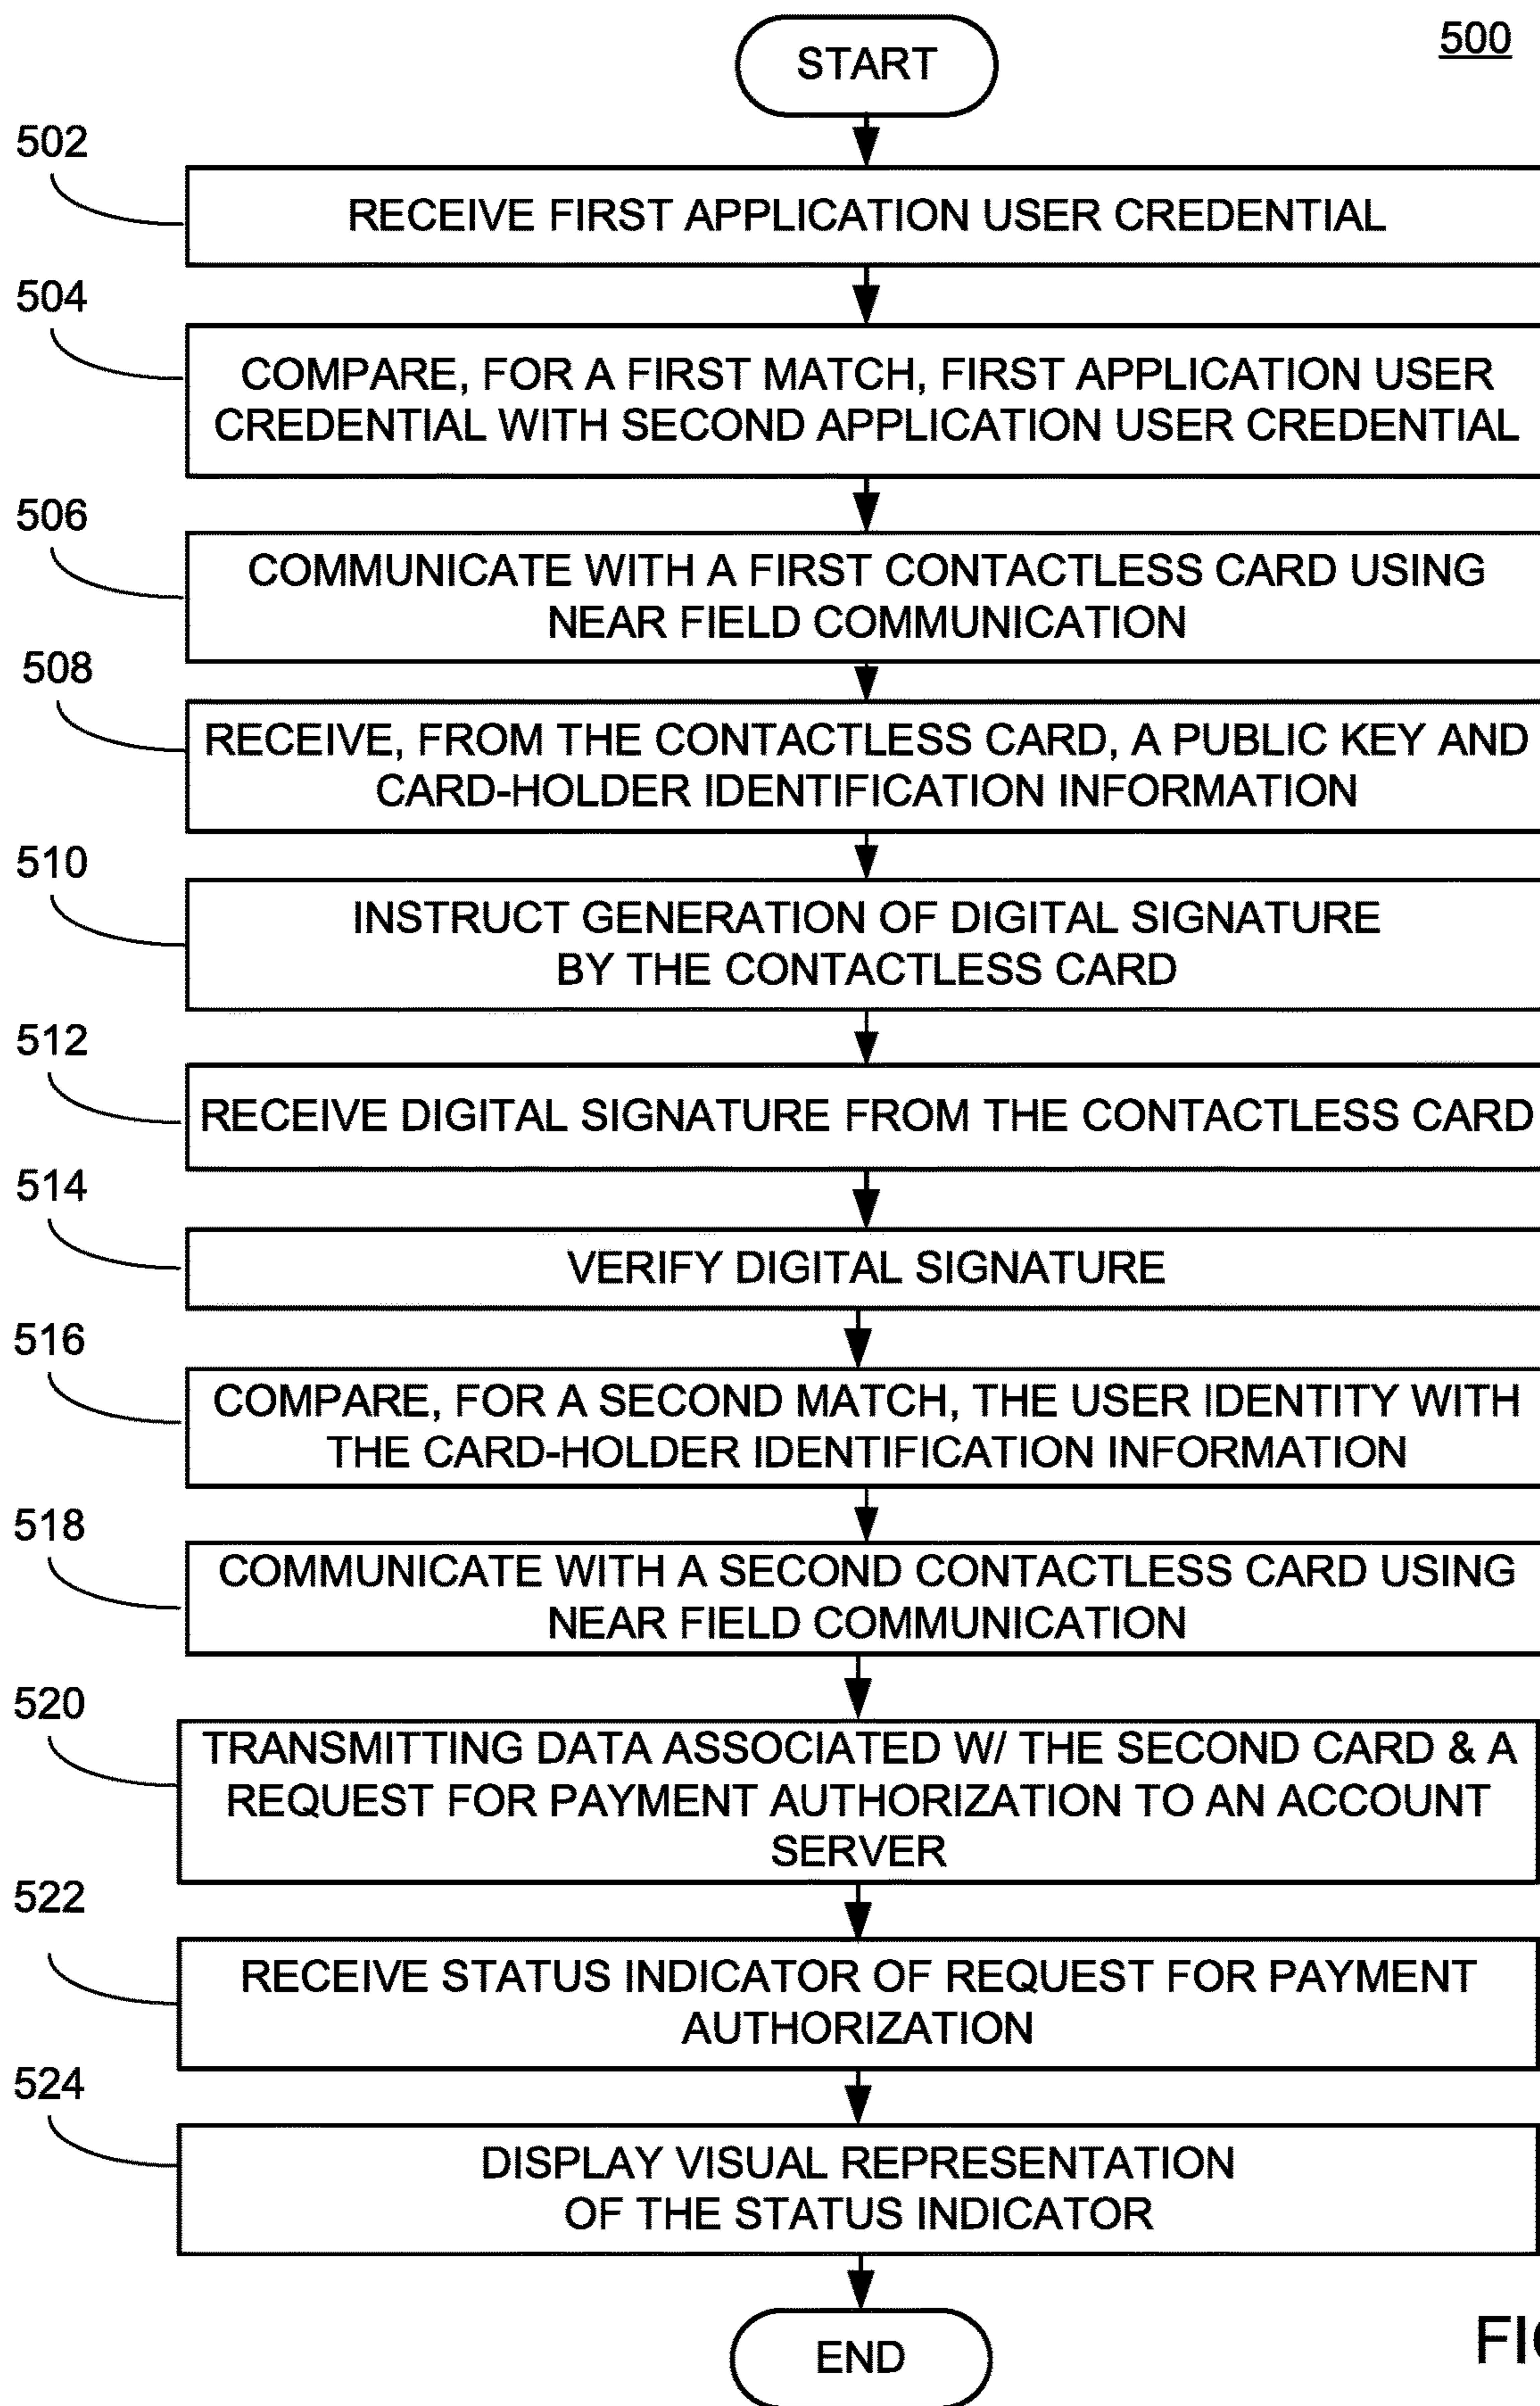 500
START
502
RECEIVE FIRST APPLICATION USER CREDENTIAL
504
COMPARE, FOR A FIRST MATCH, FIRST APPLICATION USER
CREDENTIAL WITH SECOND APPLICATION USER CREDENTIAL
506
COMMUNICATE WITH A FIRST CONTACTLESS CARD USING
NEAR FIELD COMMUNICATION
508
RECEIVE, FROM THE CONTACTLESS CARD, A PUBLIC KEY AND
CARD-HOLDER IDENTIFICATION INFORMATION
510
INSTRUCT GENERATION OF DIGITAL SIGNATURE
BY THE CONTACTLESS CARD
512
RECEIVE DIGITAL SIGNATURE FROM THE CONTACTLESS CARD
514
VERIFY DIGITAL SIGNATURE
516
COMPARE, FOR A SECOND MATCH, THE USER IDENTITY WITH
THE CARD-HOLDER IDENTIFICATION INFORMATION
518
COMMUNICATE WITH A SECOND CONTACTLESS CARD USING
NEAR FIELD COMMUNICATION
520
TRANSMITTING DATA ASSOCIATED W/ THE SECOND CARD & A
REQUEST FOR PAYMENT AUTHORIZATION TO AN ACCOUNT
SERVER
522
RECEIVE STATUS INDICATOR OF REQUEST FOR PAYMENT
AUTHORIZATION
524
DISPLAY VISUAL REPRESENTATION
OF THE STATUS INDICATOR
END